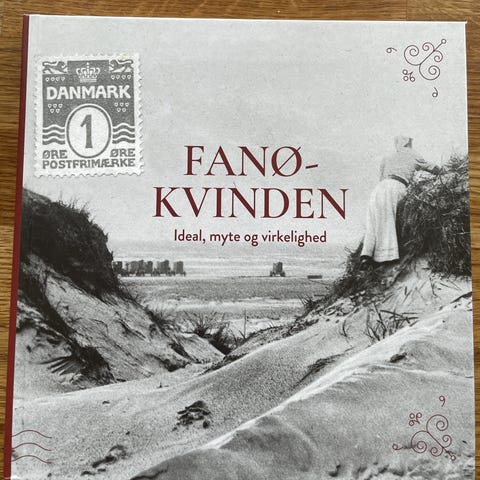 DANMARK
1
ØRE ØRE
POSTFRIMÆRKE
FANØ-
KVINDEN
Ideal, myte og virkelighed